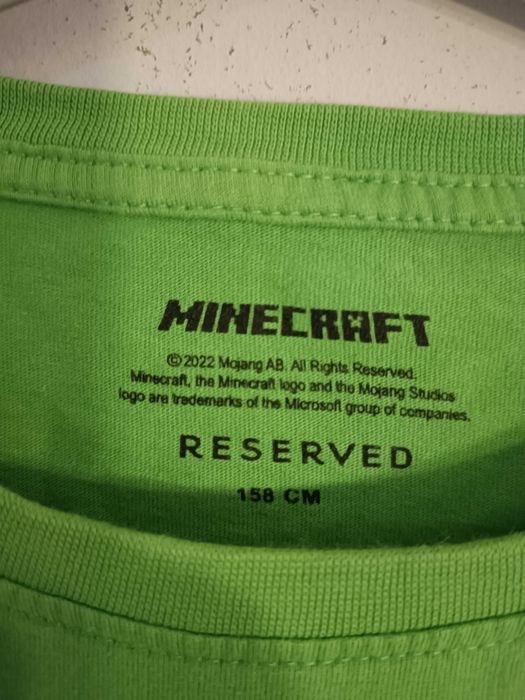 MINECRAFT
©2022 Mojang AB. All Rights Reserved.
Minecraft, the Minecraft logo and the Mojang Studios
logo are trademarks of the Microsoft group of companies.
RESERVED
158 CM